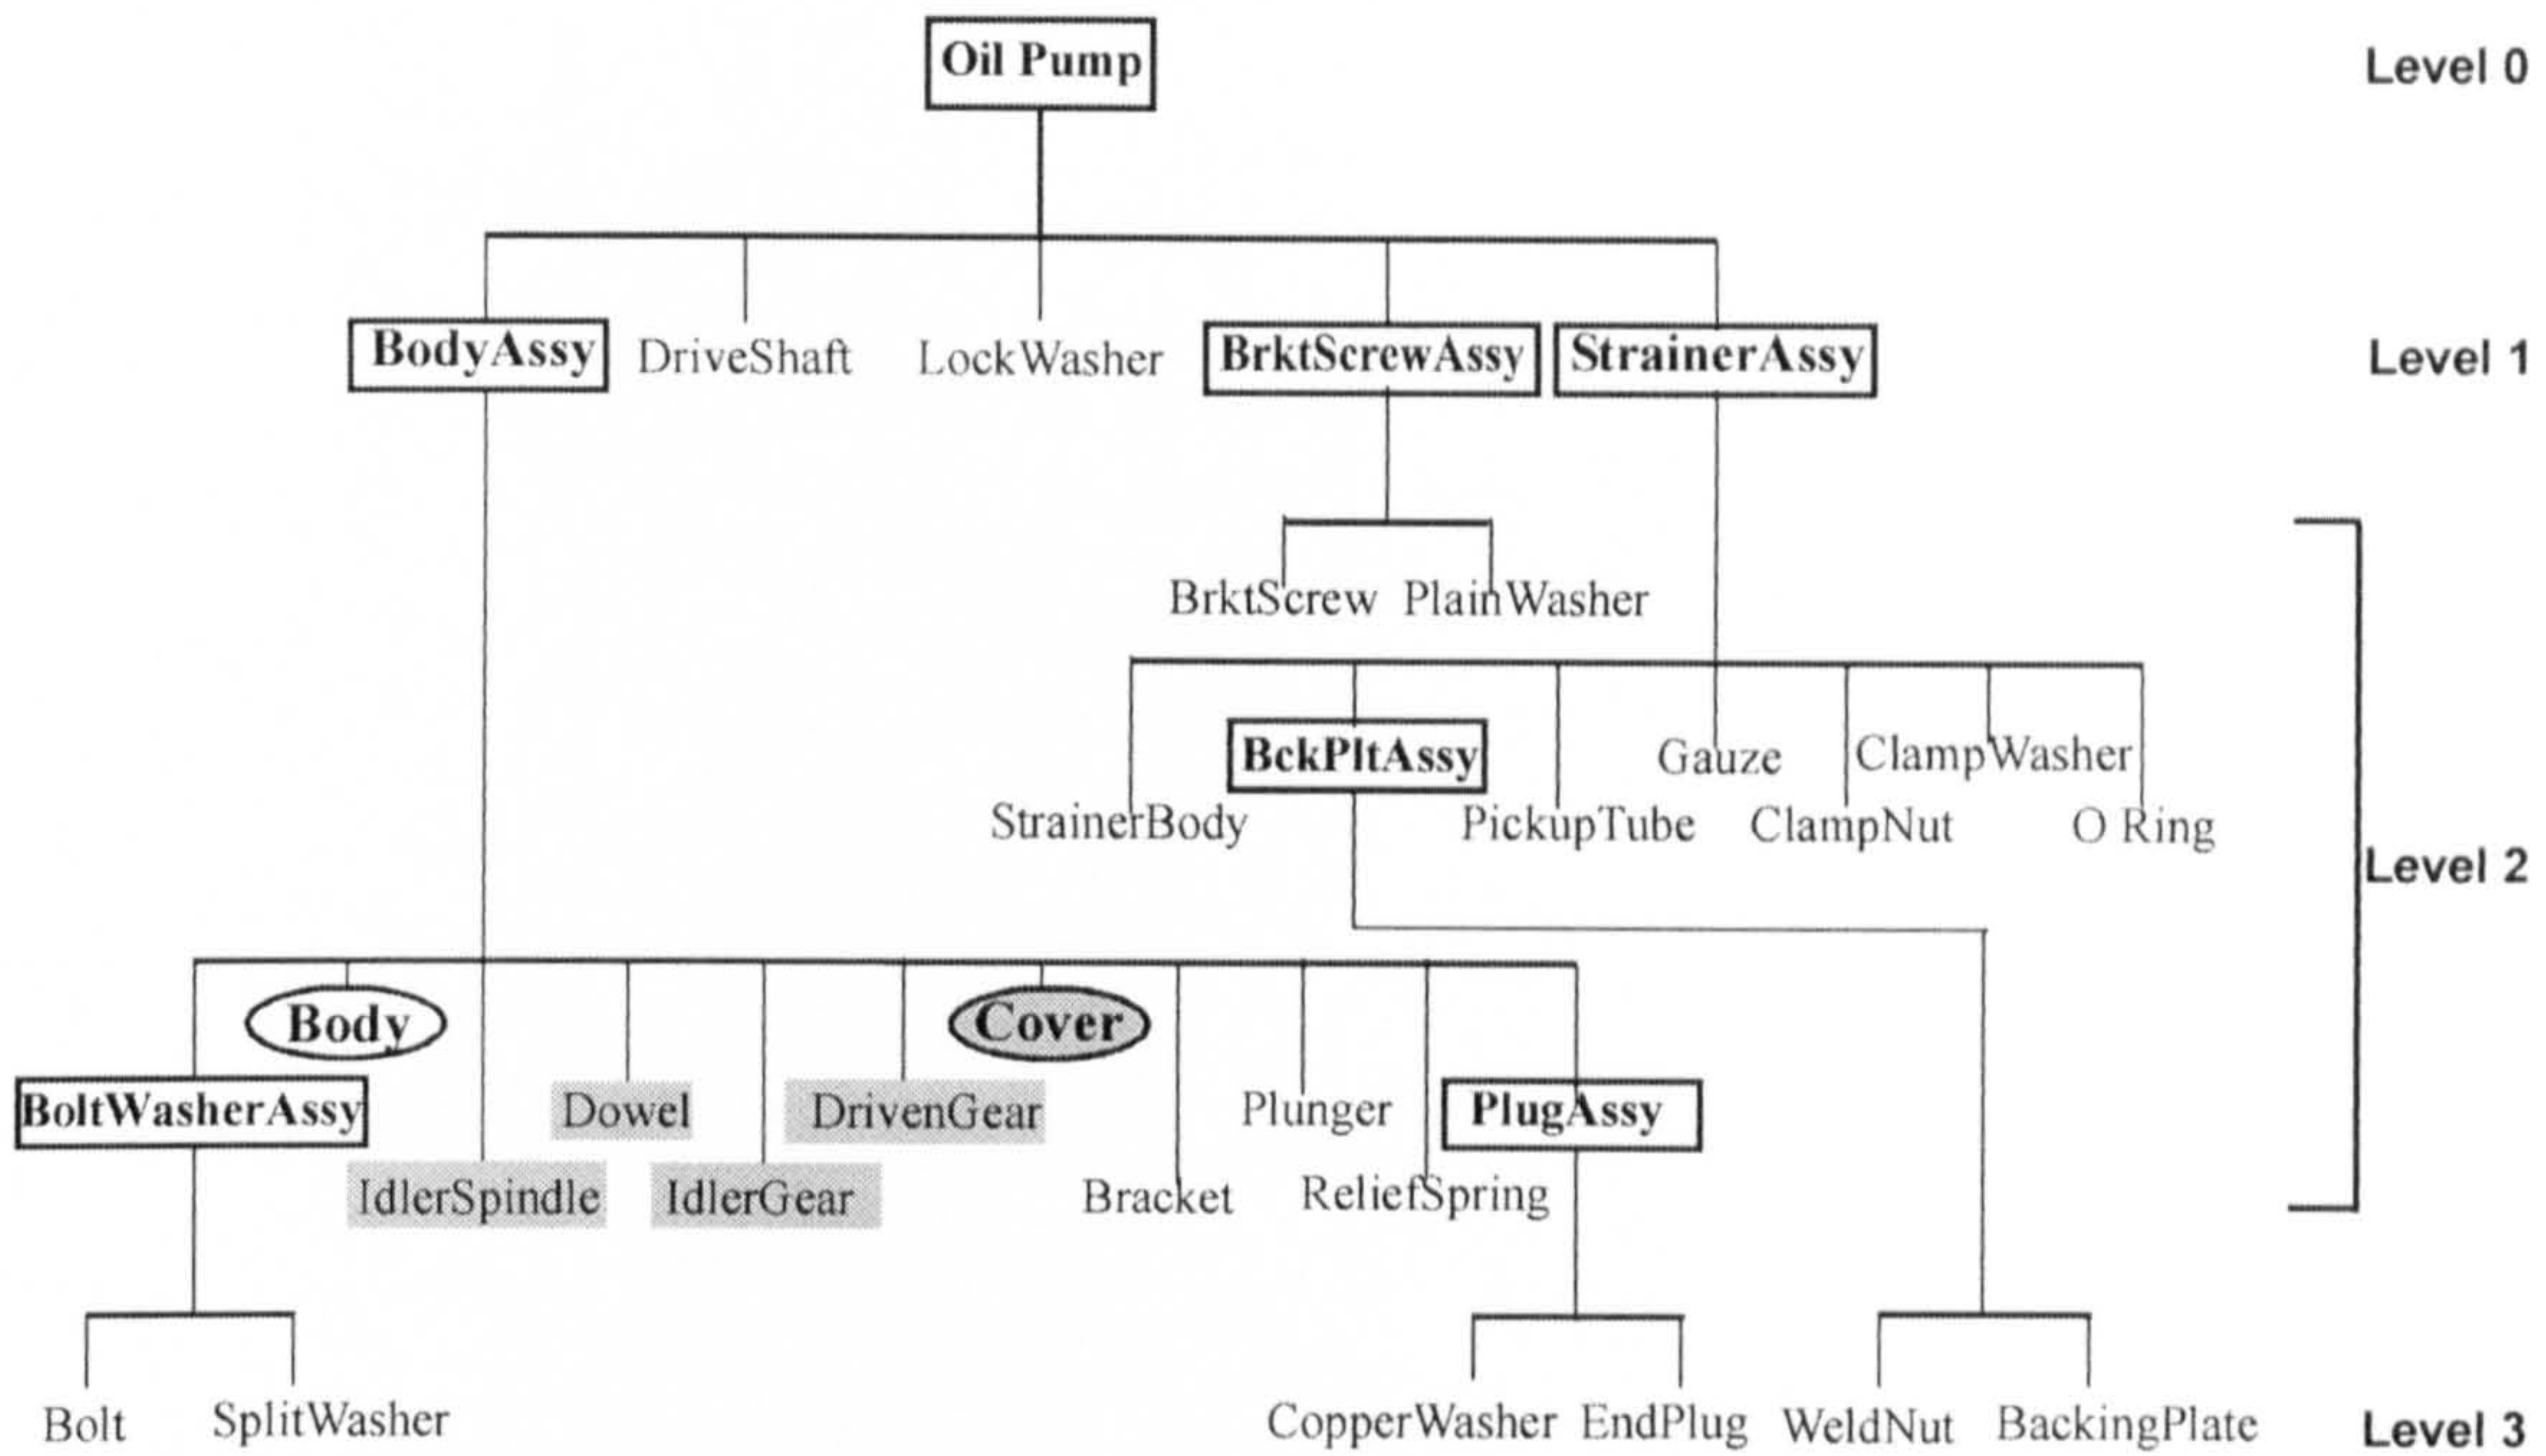 Oil Pump
Level 0
BodyAssy
DriveShaft
LockWasher
BrktScrewAssy
StrainerAssy
Level 1
BrktScrew
PlainWasher
BckPltAssy
Gauze
ClampWasher
StrainerBody
PickupTube
ClampNut
O Ring
Level 2
Body
Cover
BoltWasherAssy
Dowel
DrivenGear
Plunger
PlugAssy
IdlerSpindle
IdlerGear
Bracket
ReliefSpring
Bolt
SplitWasher
CopperWasher
EndPlug
WeldNut
BackingPlate
Level 3